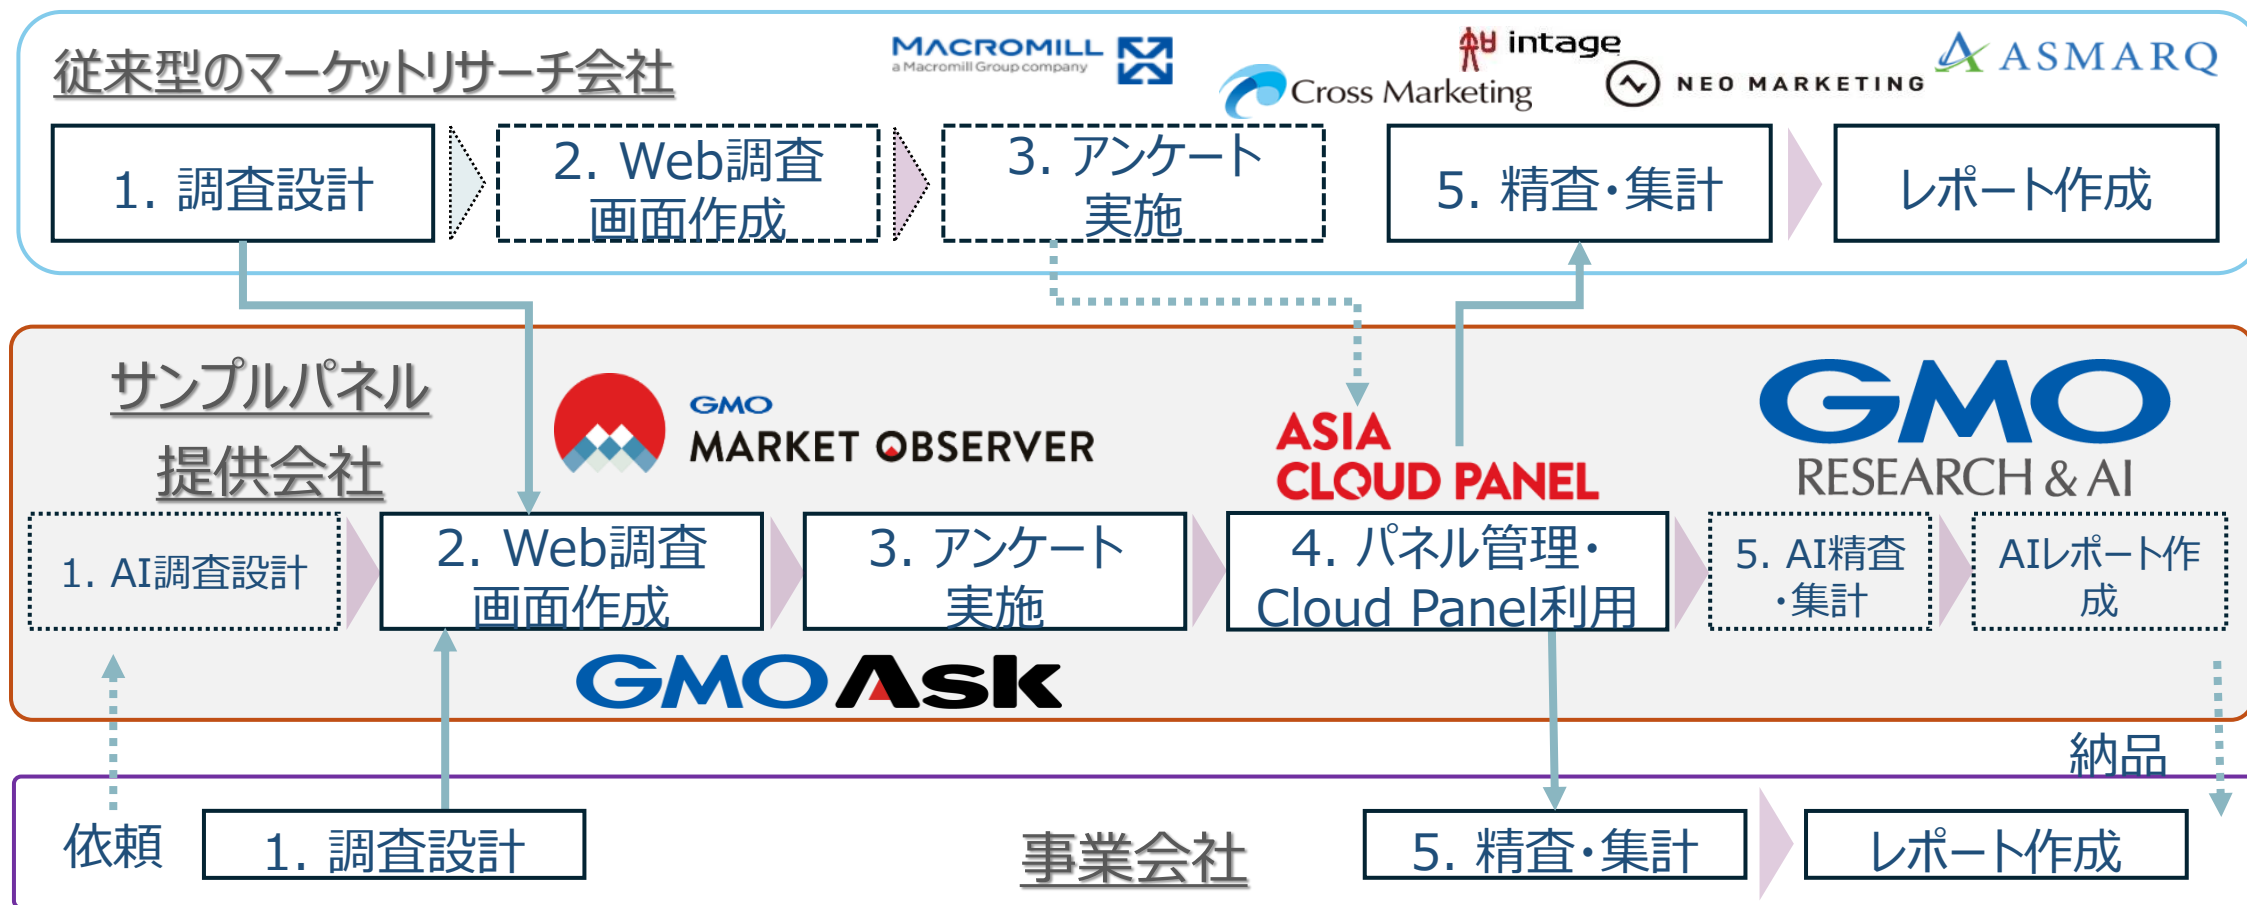 従来型のマーケットリサーチ会社
MACROMILL
a Macromill Group company
intage
Cross Marketing
NEO MARKETING
ASMARQ
1. 調査設計
2. Web調査
画面作成
3. アンケート
実施
5. 精査・集計
レポート作成
サンプルパネル
提供会社
GMO
MARKET OBSERVER
ASIA
CLOUD PANEL
GMO
RESEARCH & AI
1. AI調査設計
2. Web調査
画面作成
3. アンケート
実施
4. パネル管理・
Cloud Panel利用
5. AI精査
・集計
AIレポート作
成
GMO Ask
納品
依頼
1. 調査設計
事業会社
5. 精査・集計
レポート作成